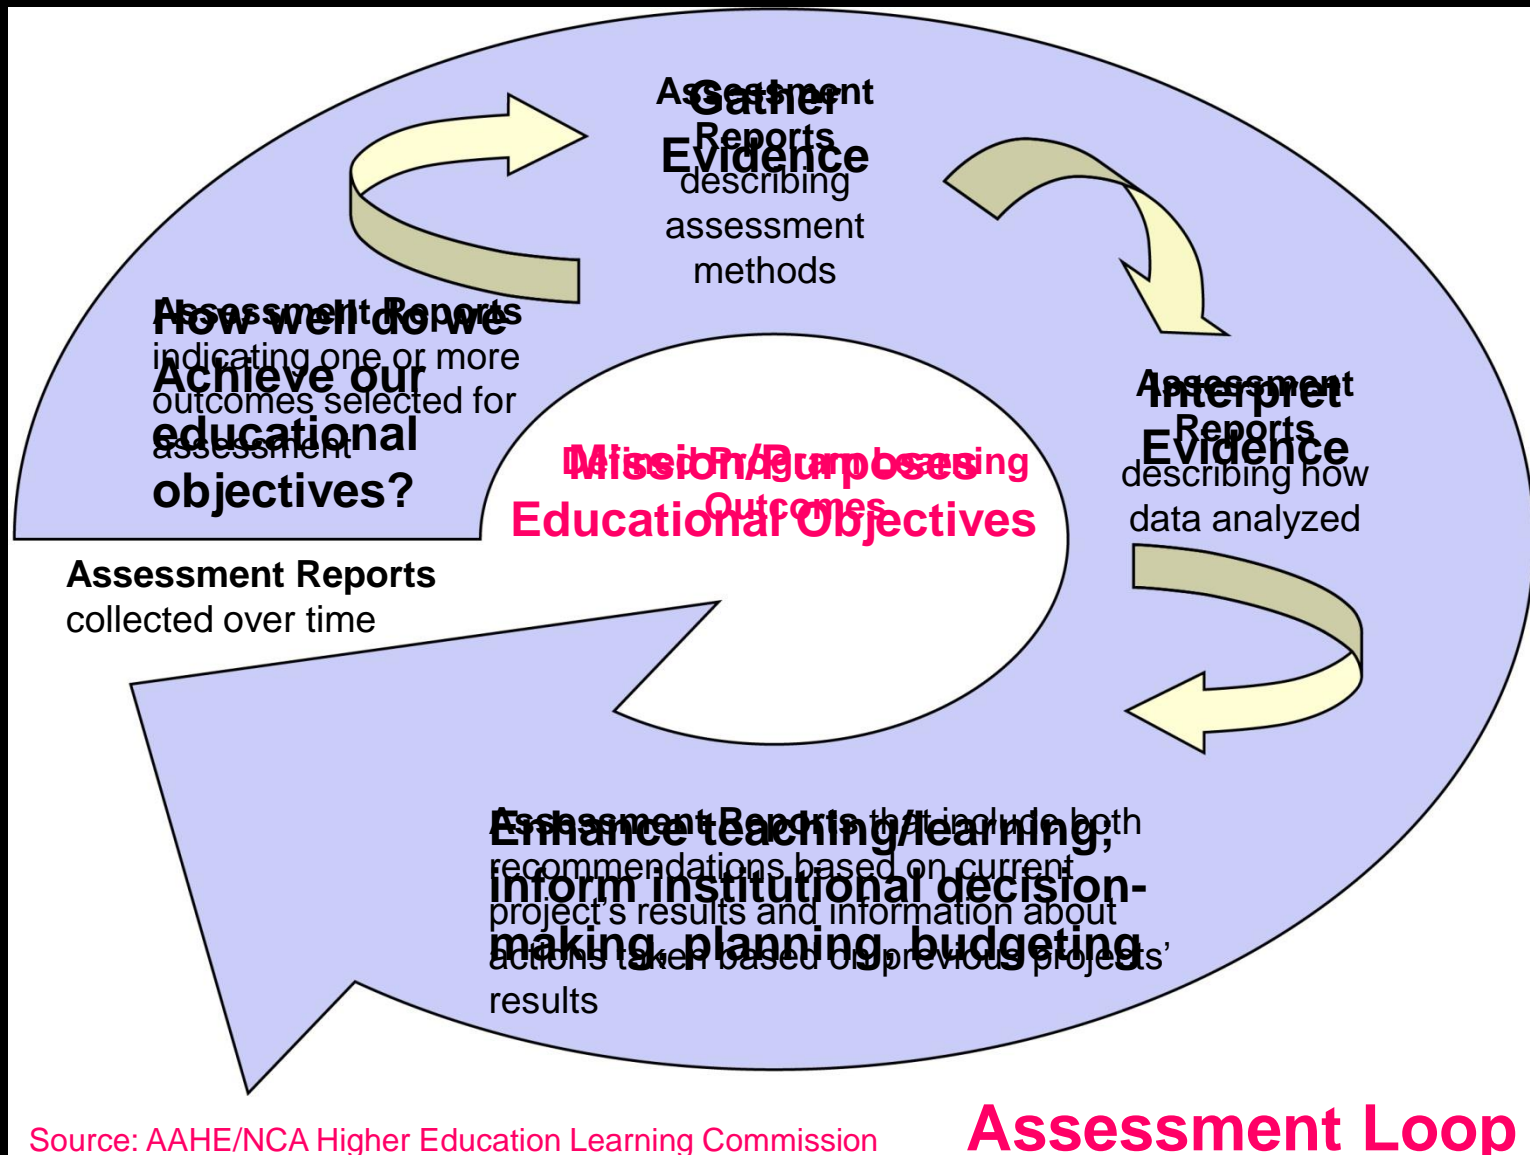 Gather
Evidence
Assessment
Reports
describing
assessment
methods
How well do we
Achieve our
educational
objectives?
Assessment Reports
indicating one or more
outcomes selected for
assessment
Interpret
Evidence
Assessment
Reports
describing how
data analyzed
Mission/Purposes
Educational Objectives
Defined Program Learning
Outcomes
Assessment Reports
collected over time
Enhance teaching/learning;
inform institutional decision-
making, planning, budgeting
Assessment Reports that include both
recommendations based on current
project’s results and information about
actions taken based on previous projects’
results
Source: AAHE/NCA Higher Education Learning Commission
Assessment Loop